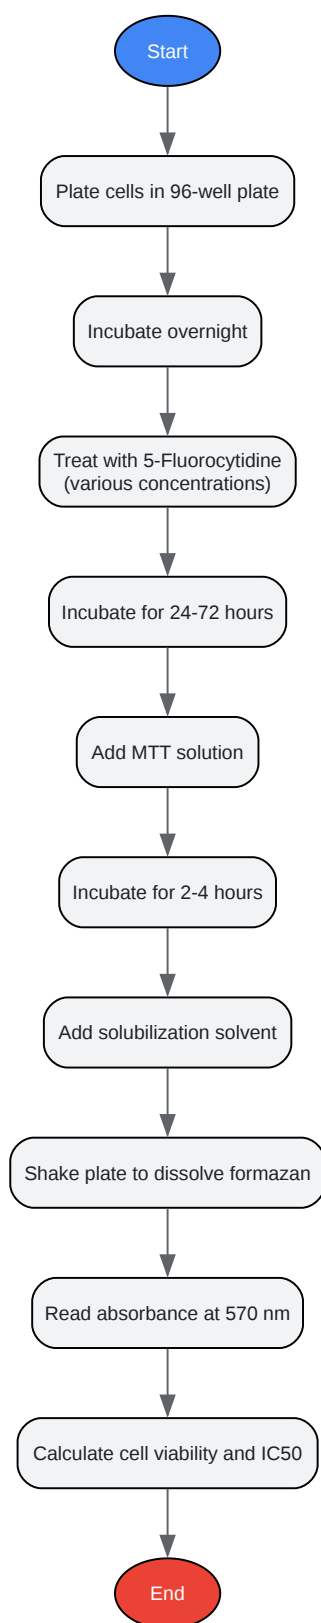 Start
Plate cells in 96-well plate
Incubate overnight
Treat with 5-Fluorocytidine
(various concentrations)
Incubate for 24-72 hours
Add MTT solution
Incubate for 2-4 hours
Add solubilization solvent
Shake plate to dissolve formazan
Read absorbance at 570 nm
Calculate cell viability and IC50
End